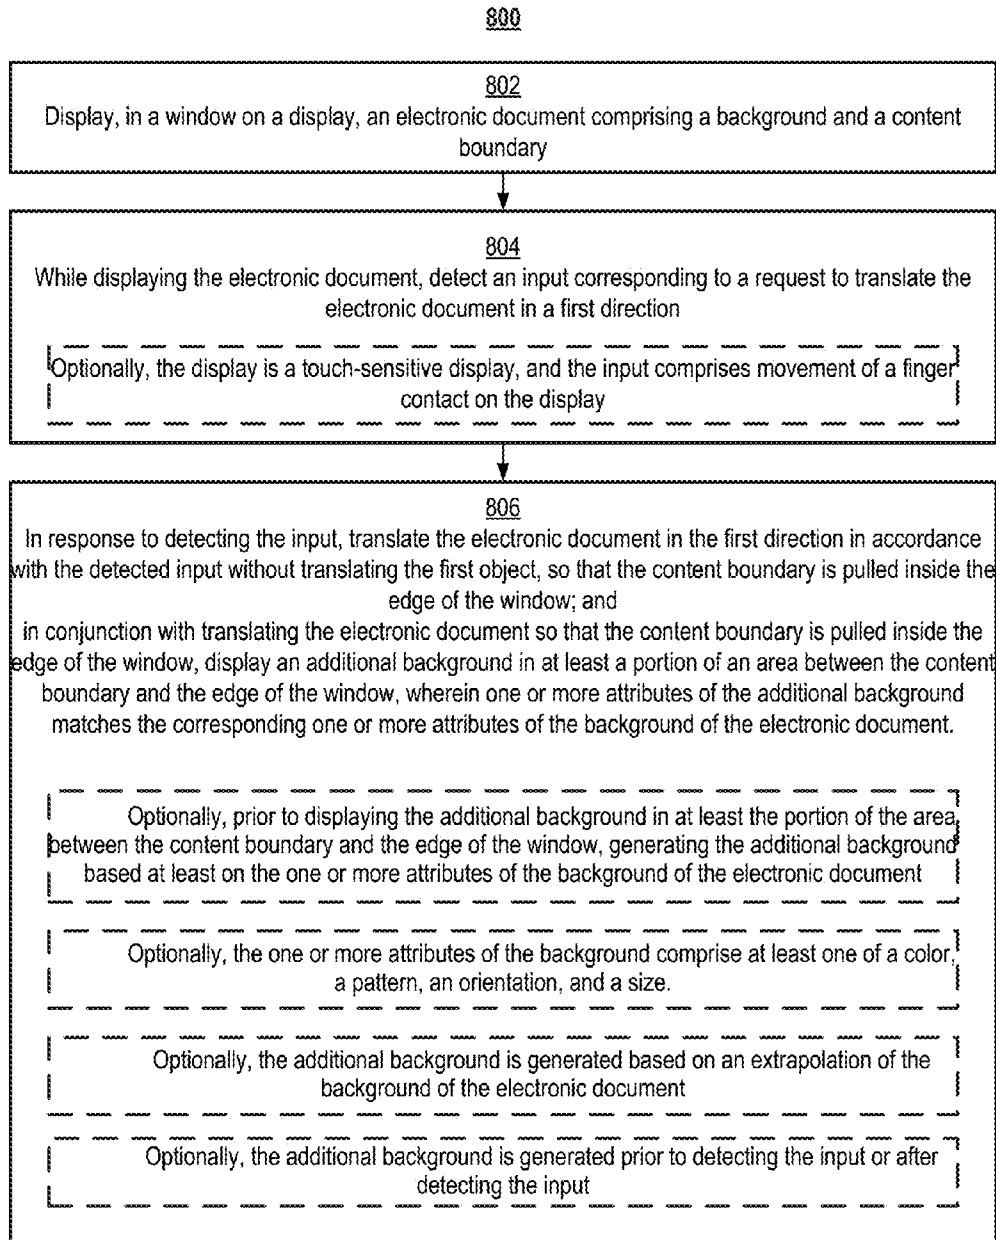 800
802
Display, in a window on a display, an electronic document comprising a background and a content
boundary
804
While displaying the electronic document, detect an input corresponding to a request to translate the
electronic document in a first direction
Optionally, the display is a touch-sensitive display, and the input comprises movement of a finger
contact on the display
806
In response to detecting the input, translate the electronic document in the first direction in accordance
with the detected input without translating the first object, so that the content boundary is pulled inside the
edge of the window; and
in conjunction with translating the electronic document so that the content boundary is pulled inside the
edge of the window, display an additional background in at least a portion of an area between the content
boundary and the edge of the window, wherein one or more attributes of the additional background
matches the corresponding one or more attributes of the background of the electronic document.
Optionally, prior to displaying the additional background in at least the portion of the area
between the content boundary and the edge of the window, generating the additional background
based at least on the one or more attributes of the background of the electronic document
Optionally, the one or more attributes of the background comprise at least one of a color,
a pattern, an orientation, and a size.
Optionally, the additional background is generated based on an extrapolation of the
background of the electronic document
Optionally, the additional background is generated prior to detecting the input or after
detecting the input